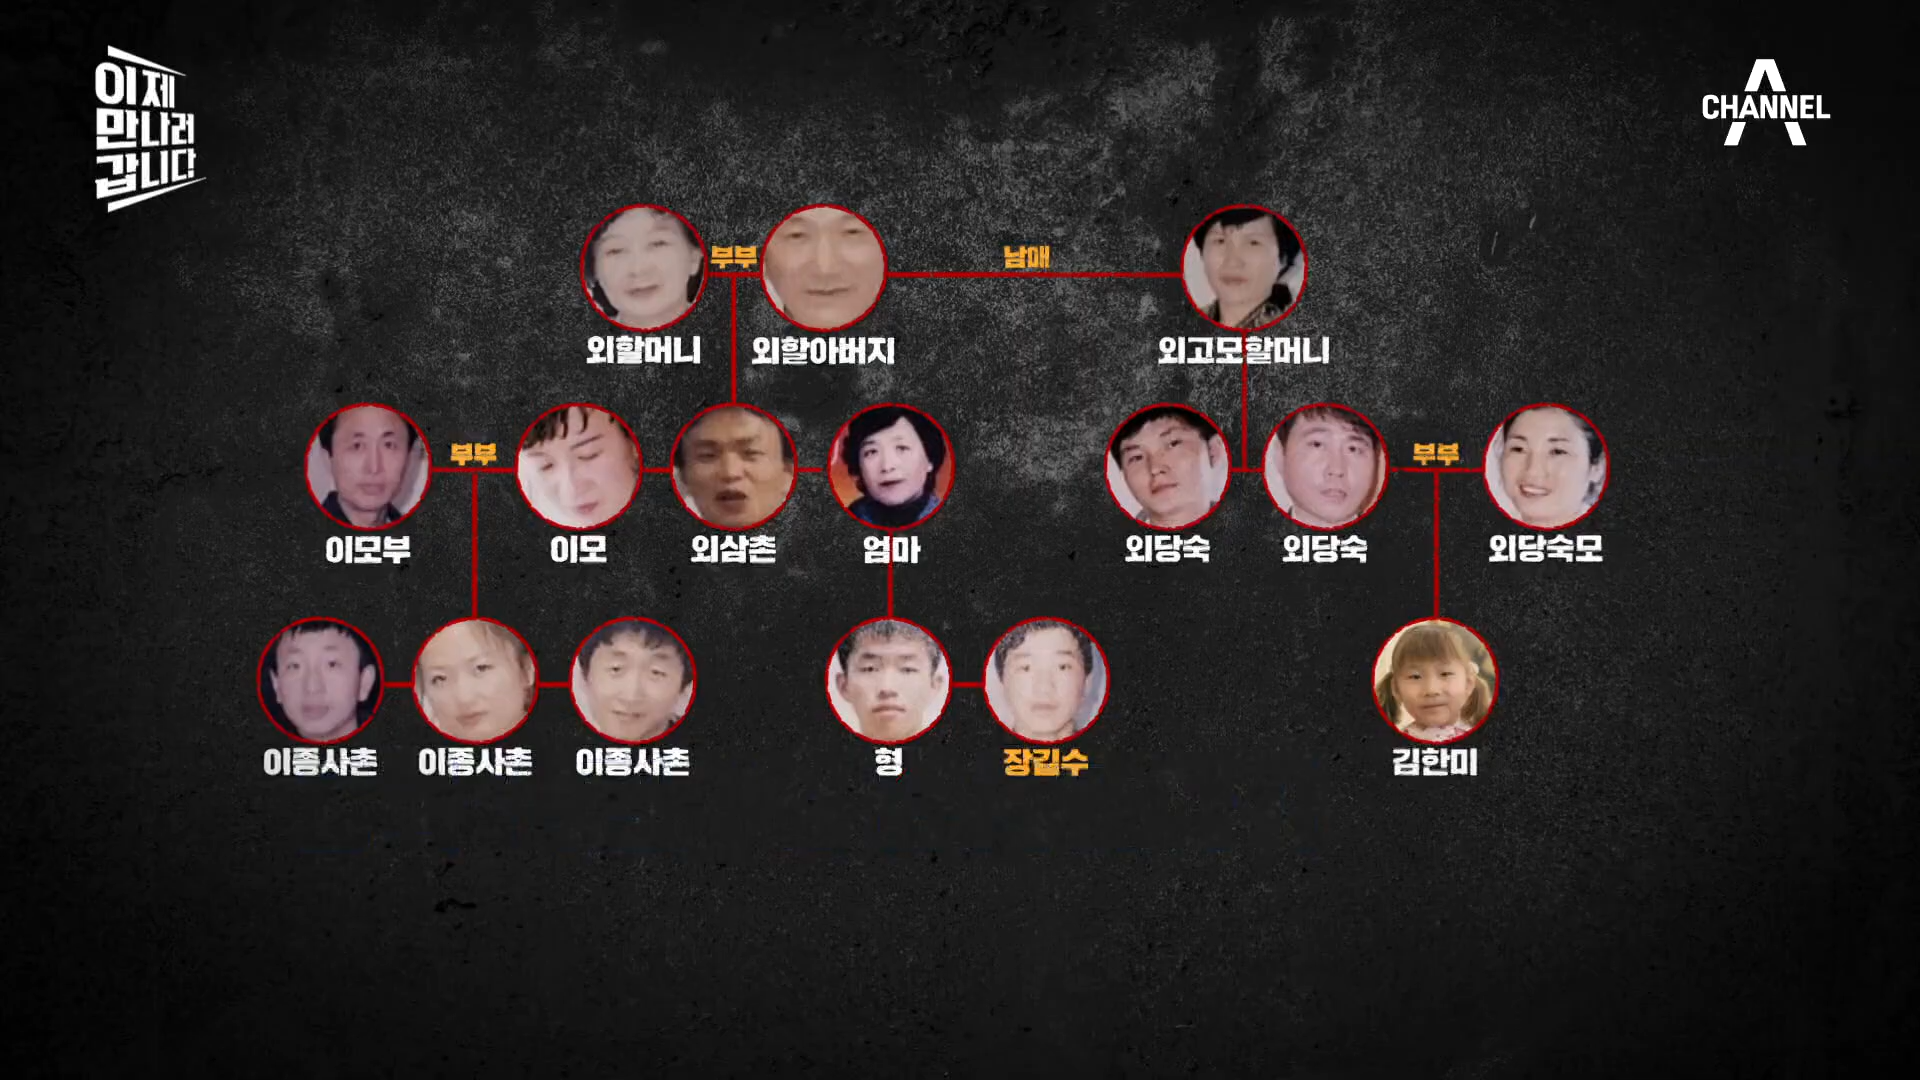 이제
만나러
갑니다
CHANNEL A
부부
남매
외할머니
외할아버지
외고모할머니
부부
부부
이모부
이모
외삼촌
엄마
외당숙
외당숙
외당숙모
이종사촌
이종사촌
이종사촌
형
장길수
김한미